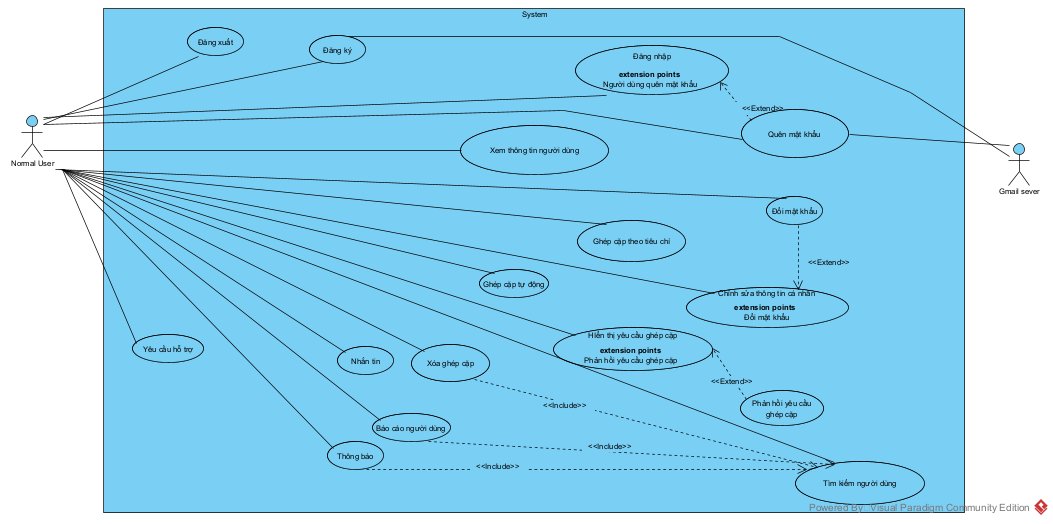 System
Đăng xuất
Đăng ký
Đăng nhập
extension points
Người dùng quên mật khẩu
<<Extend>>
Quên mật khẩu
Xem thông tin người dùng
Normal User
Gmail sever
Đổi mật khẩu
Ghép cặp theo tiêu chí
<<Extend>>
Ghép cặp tự động
Chỉnh sửa thông tin cá nhân
extension points
Đổi mật khẩu
Hiển thị yêu cầu ghép cặp
extension points
Phản hồi yêu cầu ghép cặp
Yêu cầu hỗ trợ
Nhắn tin
Xóa ghép cặp
<<Extend>>
<<Include>>
Phản hồi yêu cầu
ghép cặp
Báo cáo người dùng
<<Include>>
Thông báo
<<Include>>
Tìm kiếm người dùng
Powered By: Visual Paradigm Community Edition